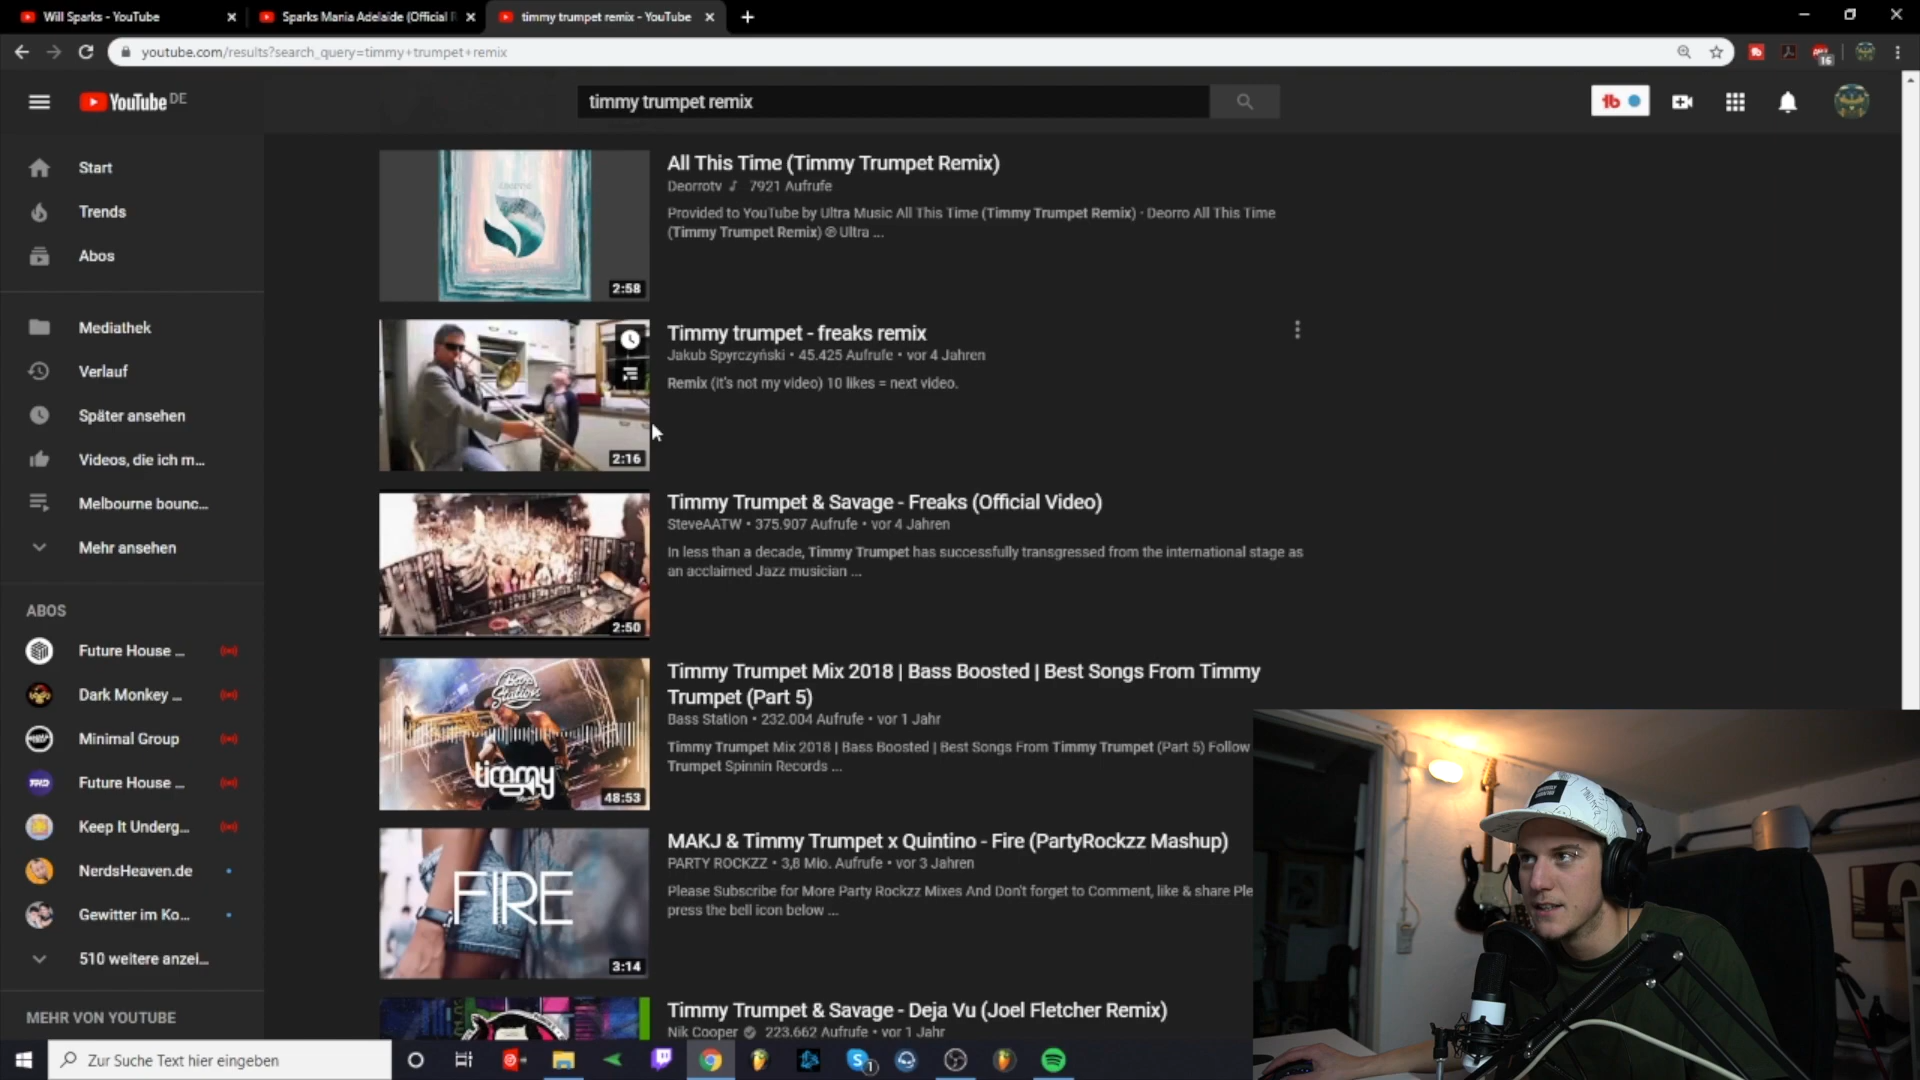 Will Sparks - YouTube
Sparks Mania Adelaide (Official
timmy trumpet remix - YouTube
youtube.com/results?search_query=timmy+trumpet+remix
16
YouTube DE
timmy trumpet remix
Start
Trends
Abos
Mediathek
Verlauf
Später ansehen
Videos, die ich m...
Melbourne bounc...
Mehr ansehen
ABOS
Future House ...
Dark Monkey ...
Minimal Group
Future House ...
Keep It Underg...
NerdsHeaven.de
Gewitter im Ko...
510 weitere anzei...
MEHR VON YOUTUBE
2:58
All This Time (Timmy Trumpet Remix)
Deorrotv ♪ 7921 Aufrufe
Provided to YouTube by Ultra Music All This Time (Timmy Trumpet Remix) · Deorro All This Time
(Timmy Trumpet Remix) ℗ Ultra ...
2:16
Timmy trumpet - freaks remix
Jakub Spyrczyński • 45.425 Aufrufe • vor 4 Jahren
Remix (it's not my video) 10 likes = next video.
2:50
Timmy Trumpet & Savage - Freaks (Official Video)
SteveAATW • 375.907 Aufrufe • vor 4 Jahren
In less than a decade, Timmy Trumpet has successfully transgressed from the international stage as
an acclaimed Jazz musician ...
Bass
Station
timmy
48:53
Timmy Trumpet Mix 2018 | Bass Boosted | Best Songs From Timmy
Trumpet (Part 5)
Bass Station • 232.004 Aufrufe • vor 1 Jahr
Timmy Trumpet Mix 2018 | Bass Boosted | Best Songs From Timmy Trumpet (Part 5) Follow
Trumpet Spinnin Records ...
FIRE
3:14
MAKJ & Timmy Trumpet x Quintino - Fire (PartyRockzz Mashup)
PARTY ROCKZZ • 3,8 Mio. Aufrufe • vor 3 Jahren
Please Subscribe for More Party Rockzz Mixes And Don't forget to Comment, like & share Ple
press the bell icon below ...
Timmy Trumpet & Savage - Deja Vu (Joel Fletcher Remix)
Nik Cooper 223.662 Aufrufe • vor 1 Jahr
Zur Suche Text hier eingeben
1